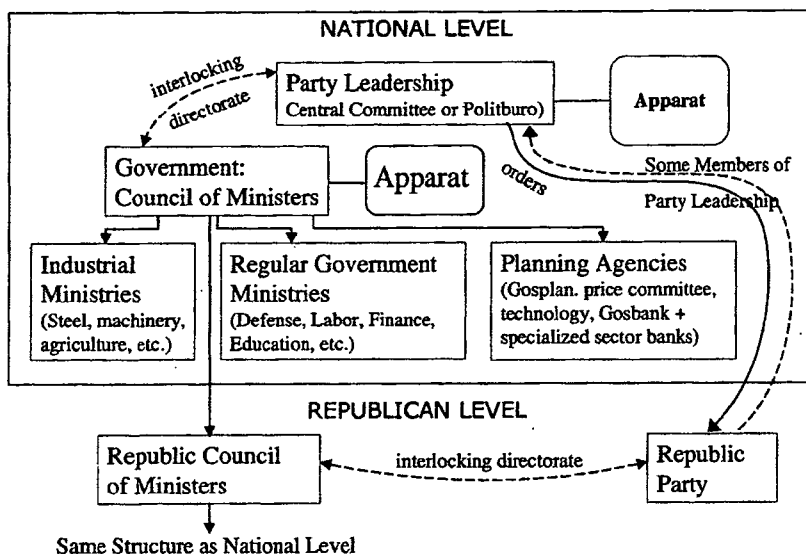 NATIONAL LEVEL
interlocking
directorate
Party Leadership
Central Committee or Politburo)
Apparat
Government:
Council of Ministers
Apparat
orders
Some Members of
Party Leadership
Industrial
Ministries
(Steel, machinery,
agriculture, etc.)
Regular Government
Ministries
(Defense, Labor, Finance,
Education, etc.)
Planning Agencies
(Gosplan. price committee,
technology, Gosbank +
specialized sector banks)
REPUBLICAN LEVEL
Republic Council
of Ministers
interlocking directorate
Republic
Party
Same Structure as National Level